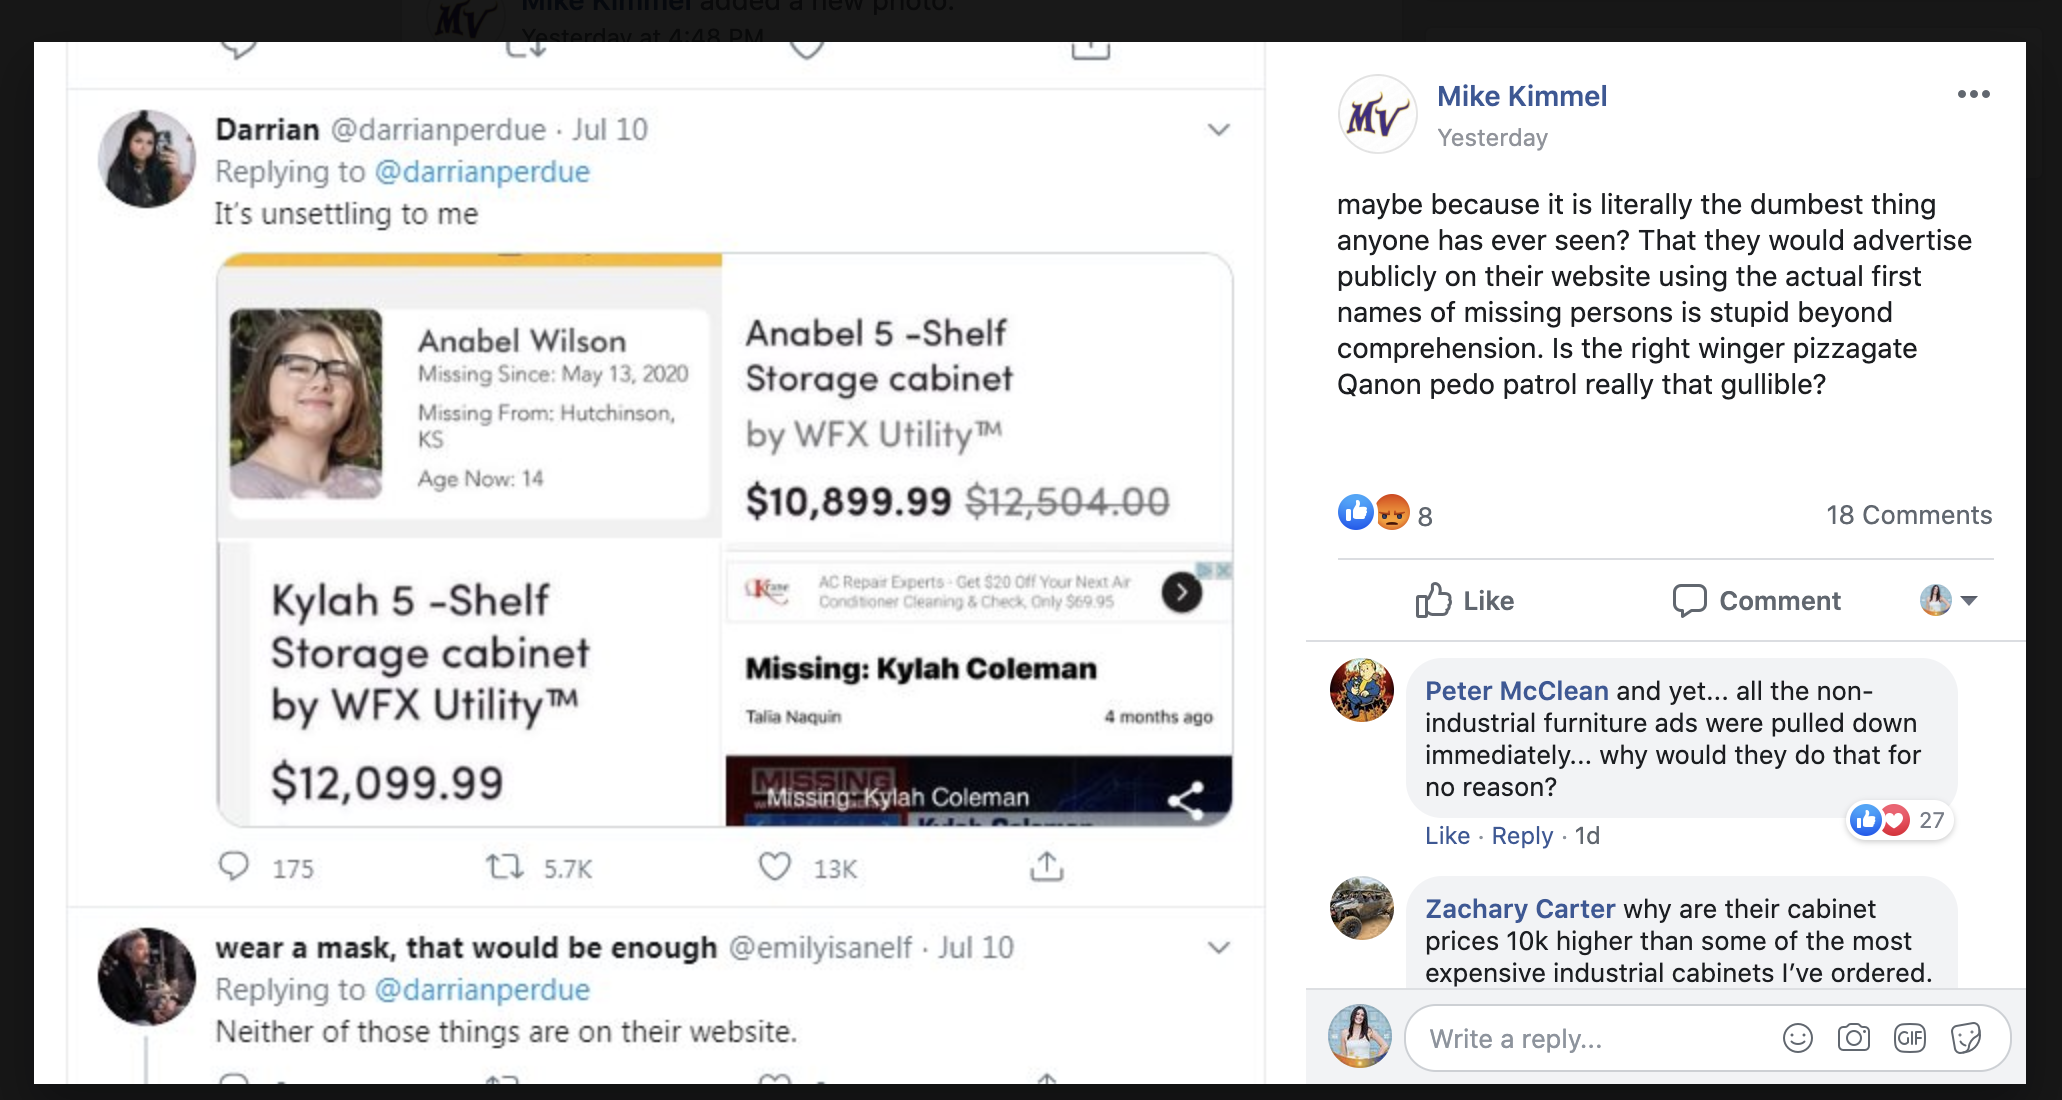 Mike Kimmel added a new photo.
Yesterday at 4:48 PM
Darrian @darrianperdue · Jul 10
Replying to @darrianperdue
It's unsettling to me
Anabel Wilson
Missing Since: May 13, 2020
Missing From: Hutchinson,
KS
Age Now: 14
Anabel 5 -Shelf
Storage cabinet
by WFX Utility™
$10,899.99 $12,504.00
Kylah 5 -Shelf
Storage cabinet
by WFX Utility™
$12,099.99
Krane
AC Repair Experts - Get $20 Off Your Next Air
Conditioner Cleaning & Check, Only $69.95
Missing: Kylah Coleman
Talia Naquin
4 months ago
MISSING
Missing: Kylah Coleman
Kylah Coleman
175
5.7K
13K
wear a mask, that would be enough @emilyisanelf · Jul 10
Replying to @darrianperdue
Neither of those things are on their website.
MV
Mike Kimmel
Yesterday
maybe because it is literally the dumbest thing
anyone has ever seen? That they would advertise
publicly on their website using the actual first
names of missing persons is stupid beyond
comprehension. Is the right winger pizzagate
Qanon pedo patrol really that gullible?
8
18 Comments
Like
Comment
Peter McClean and yet... all the non-
industrial furniture ads were pulled down
immediately... why would they do that for
no reason?
27
Like · Reply · 1d
Zachary Carter why are their cabinet
prices 10k higher than some of the most
expensive industrial cabinets I've ordered.
Write a reply...
GIF